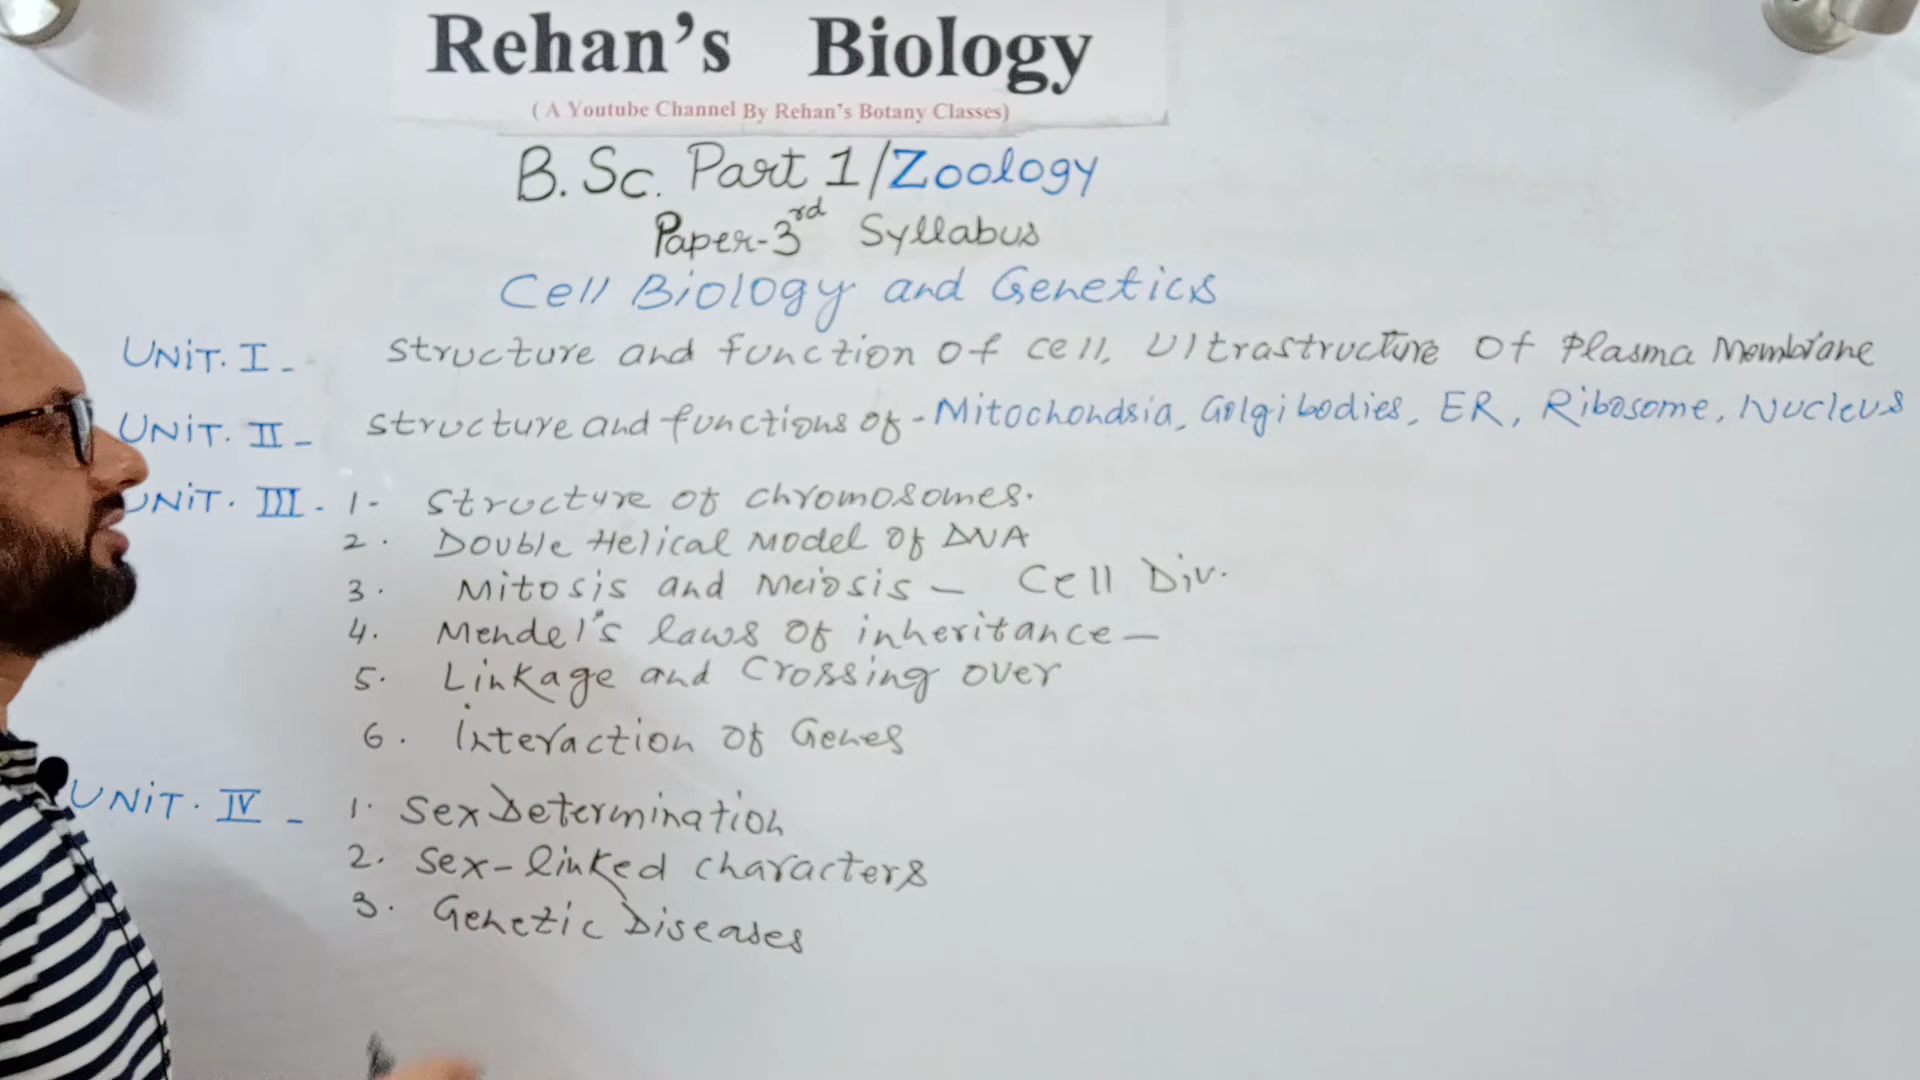 Rehan's Biology
( A Youtube Channel By Rehan's Botany Classes)
B.Sc. Part 1/Zoology
Paper-3rd Syllabus
Cell Biology and Genetics
UNIT. I - Structure and function of cell, Ultrastructure of Plasma Membrane
UNIT. II - Structure and functions of - Mitochondsia, Golgi bodies, ER, Ribosome, Nucleus
UNIT. III - 1- Structure of chromosomes.
2. Double Helical Model of DNA
3. Mitosis and Meiosis - Cell Div.
4. Mendel's laws of inheritance -
5. Linkage and Crossing over
6. Interaction of Genes
UNIT. IV - 1. Sex Determination
2. Sex-linked characters
3. Genetic Diseases